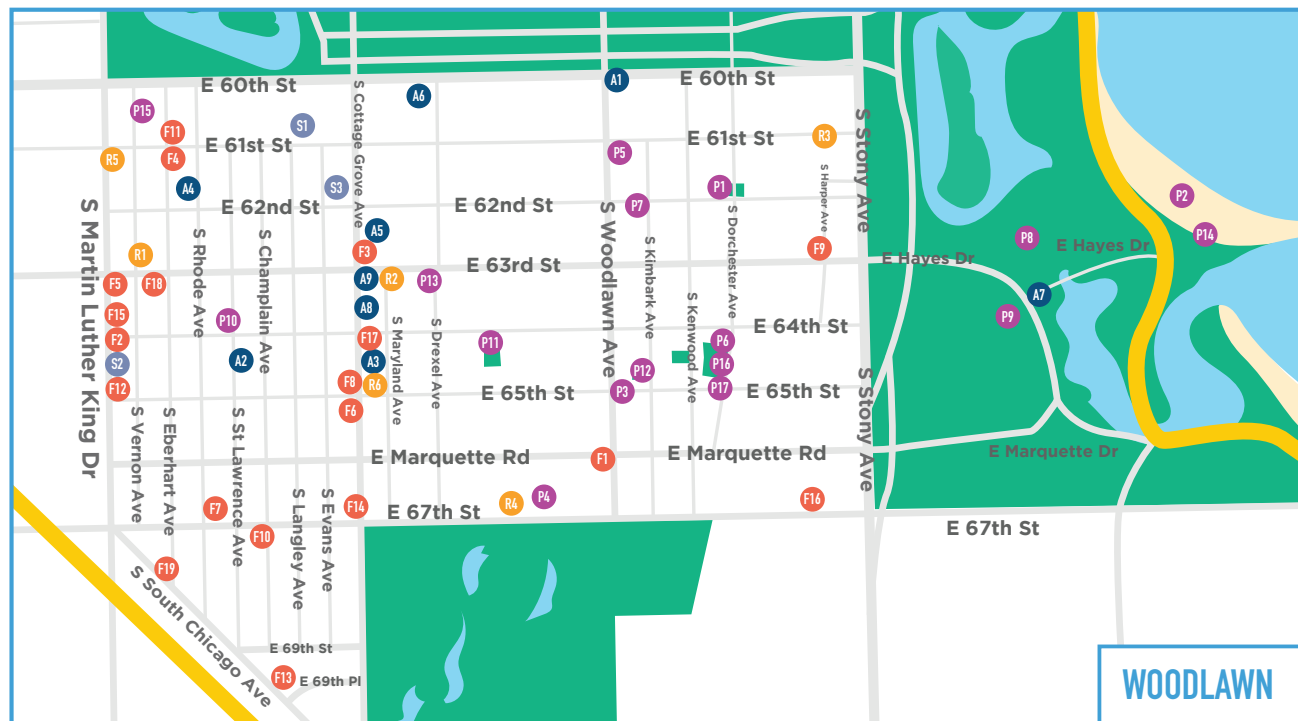 E 60th St
E 60th St
A1
A6
S Cottage Grove Ave
P15
S1
F11
E 61st St
E 61st St
R3
S Stony Ave
R5
F4
P5
A4
S3
P1
S Harper Ave
P2
E 62nd St
E 62nd St
P7
S Martin Luther King Dr
S Rhode Ave
S Champlain Ave
A5
S Woodlawn Ave
S Kimbark Ave
S Dorchester Ave
P8
P14
E Hayes Dr
R1
F3
F9
E 63rd St
E Hayes Dr
F5
F18
A9
R2
P13
A7
F15
P10
A8
S Maryland Ave
S Drexel Ave
S Kenwood Ave
E 64th St
P9
F2
F17
P11
P6
S2
A2
A3
P12
P16
S Stony Ave
F12
F8
R6
E 65th St
P3
P17
E 65th St
F6
S Vernon Ave
S Eberhart Ave
S St Lawrence Ave
E Marquette Rd
F1
E Marquette Rd
E Marquette Dr
S Langley Ave
S Evans Ave
F7
F14
E 67th St
R4
P4
F16
E 67th St
F10
F19
S South Chicago Ave
E 69th St
F13
E 69th Pl
WOODLAWN